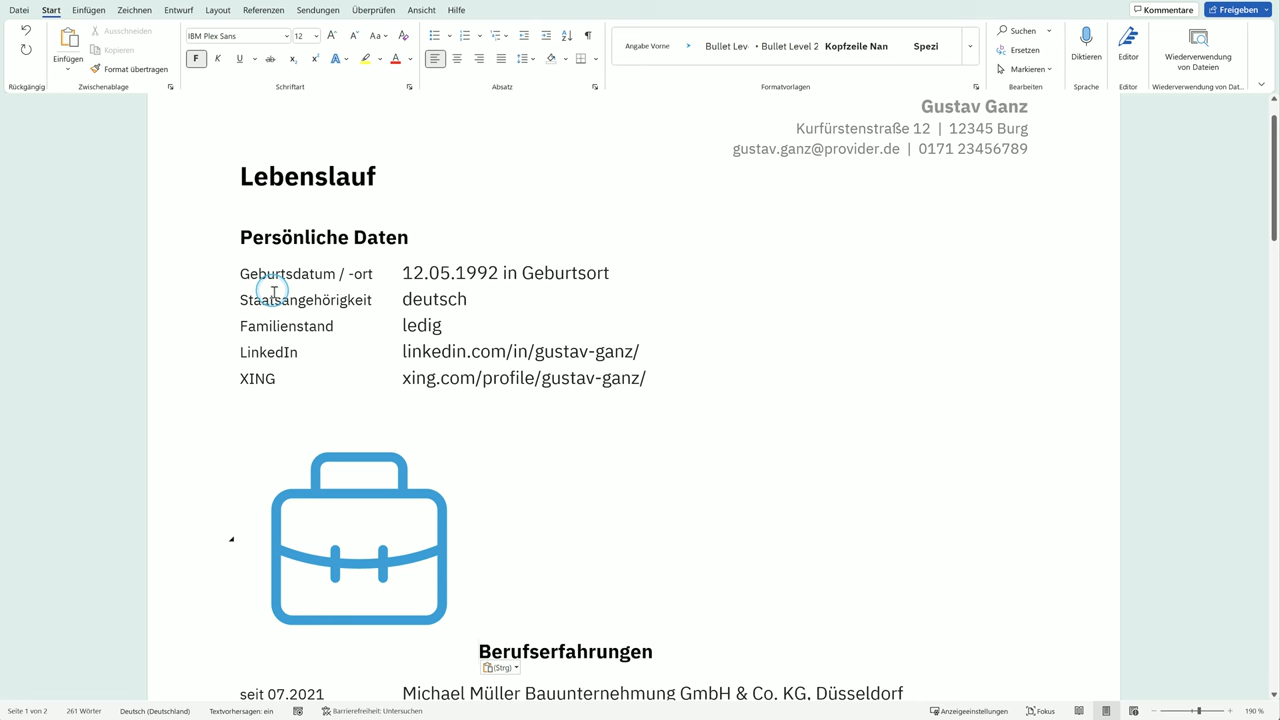 Datei Start Einfügen Zeichnen Entwurf Layout Referenzen Sendungen Überprüfen Ansicht Hilfe Kommentare Freigeben
Ausschneiden
Kopieren
Format übertragen
Einfügen
IBM Plex Sans 12 Aa
F K U ab x₂ x² A A
Angabe Vorne Bullet Lev • Bullet Level 2 Kopfzeile Nan Spezi
Suchen
Ersetzen
Markieren
Diktieren
Editor
Wiederverwendung von Dateien
Rückgängig Zwischenablage Schriftart Absatz Formatvorlagen Bearbeiten Sprache Editor Wiederverwendung von Dat...
Gustav Ganz
Kurfürstenstraße 12 | 12345 Burg
gustav.ganz@provider.de | 0171 23456789
Lebenslauf
Persönliche Daten
Geburtsdatum / -ort 12.05.1992 in Geburtsort
Staatsangehörigkeit deutsch
Familienstand ledig
LinkedIn linkedin.com/in/gustav-ganz/
XING xing.com/profile/gustav-ganz/
Berufserfahrungen
(Strg)
seit 07.2021 Michael Müller Bauunternehmung GmbH & Co. KG, Düsseldorf
Seite 1 von 2 261 Wörter Deutsch (Deutschland) Textvorhersagen: ein Barrierefreiheit: Untersuchen Anzeigeeinstellungen Fokus 190 %